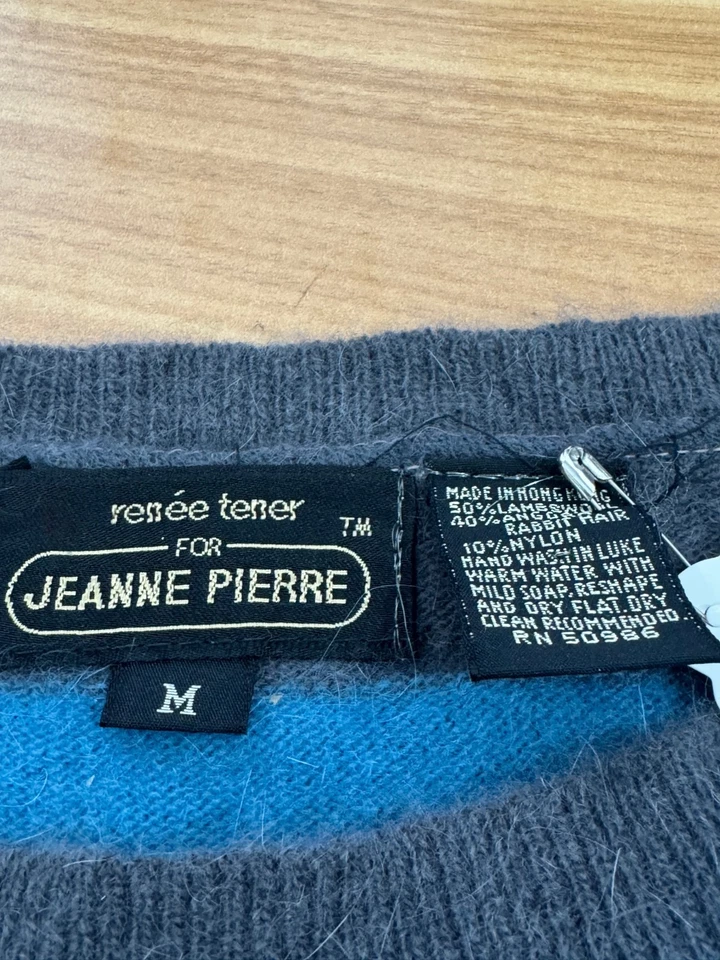 renée tener
TM
FOR
JEANNE PIERRE
M
MADE IN HONG KONG
50% LAMBSWOOL
40% ANGORA
RABBIT HAIR
10% NYLON
HAND WASH IN LUKE
WARM WATER WITH
MILD SOAP, RESHAPE
AND DRY FLAT. DRY
CLEAN RECOMMENDED.
RN 50986